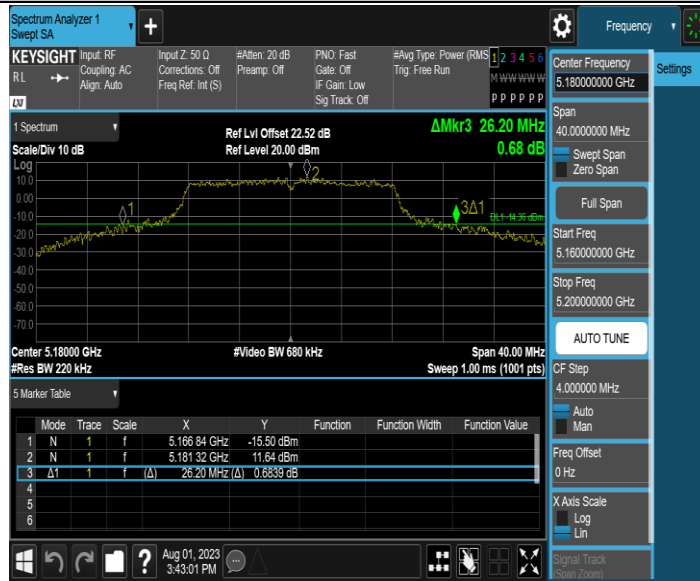 Spectrum Analyzer 1
Swept SA
+
Frequency
KEYSIGHT
RL
LXI
Input: RF
Coupling: AC
Align: Auto
Input Z: 50 Ω
Corrections: Off
Freq Ref: Int (S)
#Atten: 20 dB
Preamp: Off
PNO: Fast
Gate: Off
IF Gain: Low
Sig Track: Off
#Avg Type: Power (RMS
Trig: Free Run
1 2 3 4 5 6
M W W W W W
P P P P P P
1 Spectrum
Scale/Div 10 dB
Ref Lvl Offset 22.52 dB
Ref Level 20.00 dBm
ΔMkr3 26.20 MHz
0.68 dB
Log
10.0
0.00
-10.0
-20.0
-30.0
-40.0
-50.0
-60.0
-70.0
1
2
3Δ1
DL1 -14.36 dBm
Center 5.18000 GHz
#Res BW 220 kHz
#Video BW 680 kHz
Span 40.00 MHz
Sweep 1.00 ms (1001 pts)
5 Marker Table
Mode Trace Scale X Y Function Function Width Function Value
1 N 1 f 5.166 84 GHz -15.50 dBm
2 N 1 f 5.181 32 GHz 11.64 dBm
3 Δ1 1 f (Δ) 26.20 MHz (Δ) 0.6839 dB
4
5
6
?
Aug 01, 2023
3:43:01 PM
Center Frequency
5.180000000 GHz
Settings
Span
40.0000000 MHz
Swept Span
Zero Span
Full Span
Start Freq
5.160000000 GHz
Stop Freq
5.200000000 GHz
AUTO TUNE
CF Step
4.000000 MHz
Auto
Man
Freq Offset
0 Hz
X Axis Scale
Log
Lin
Signal Track
(Span Zoom)